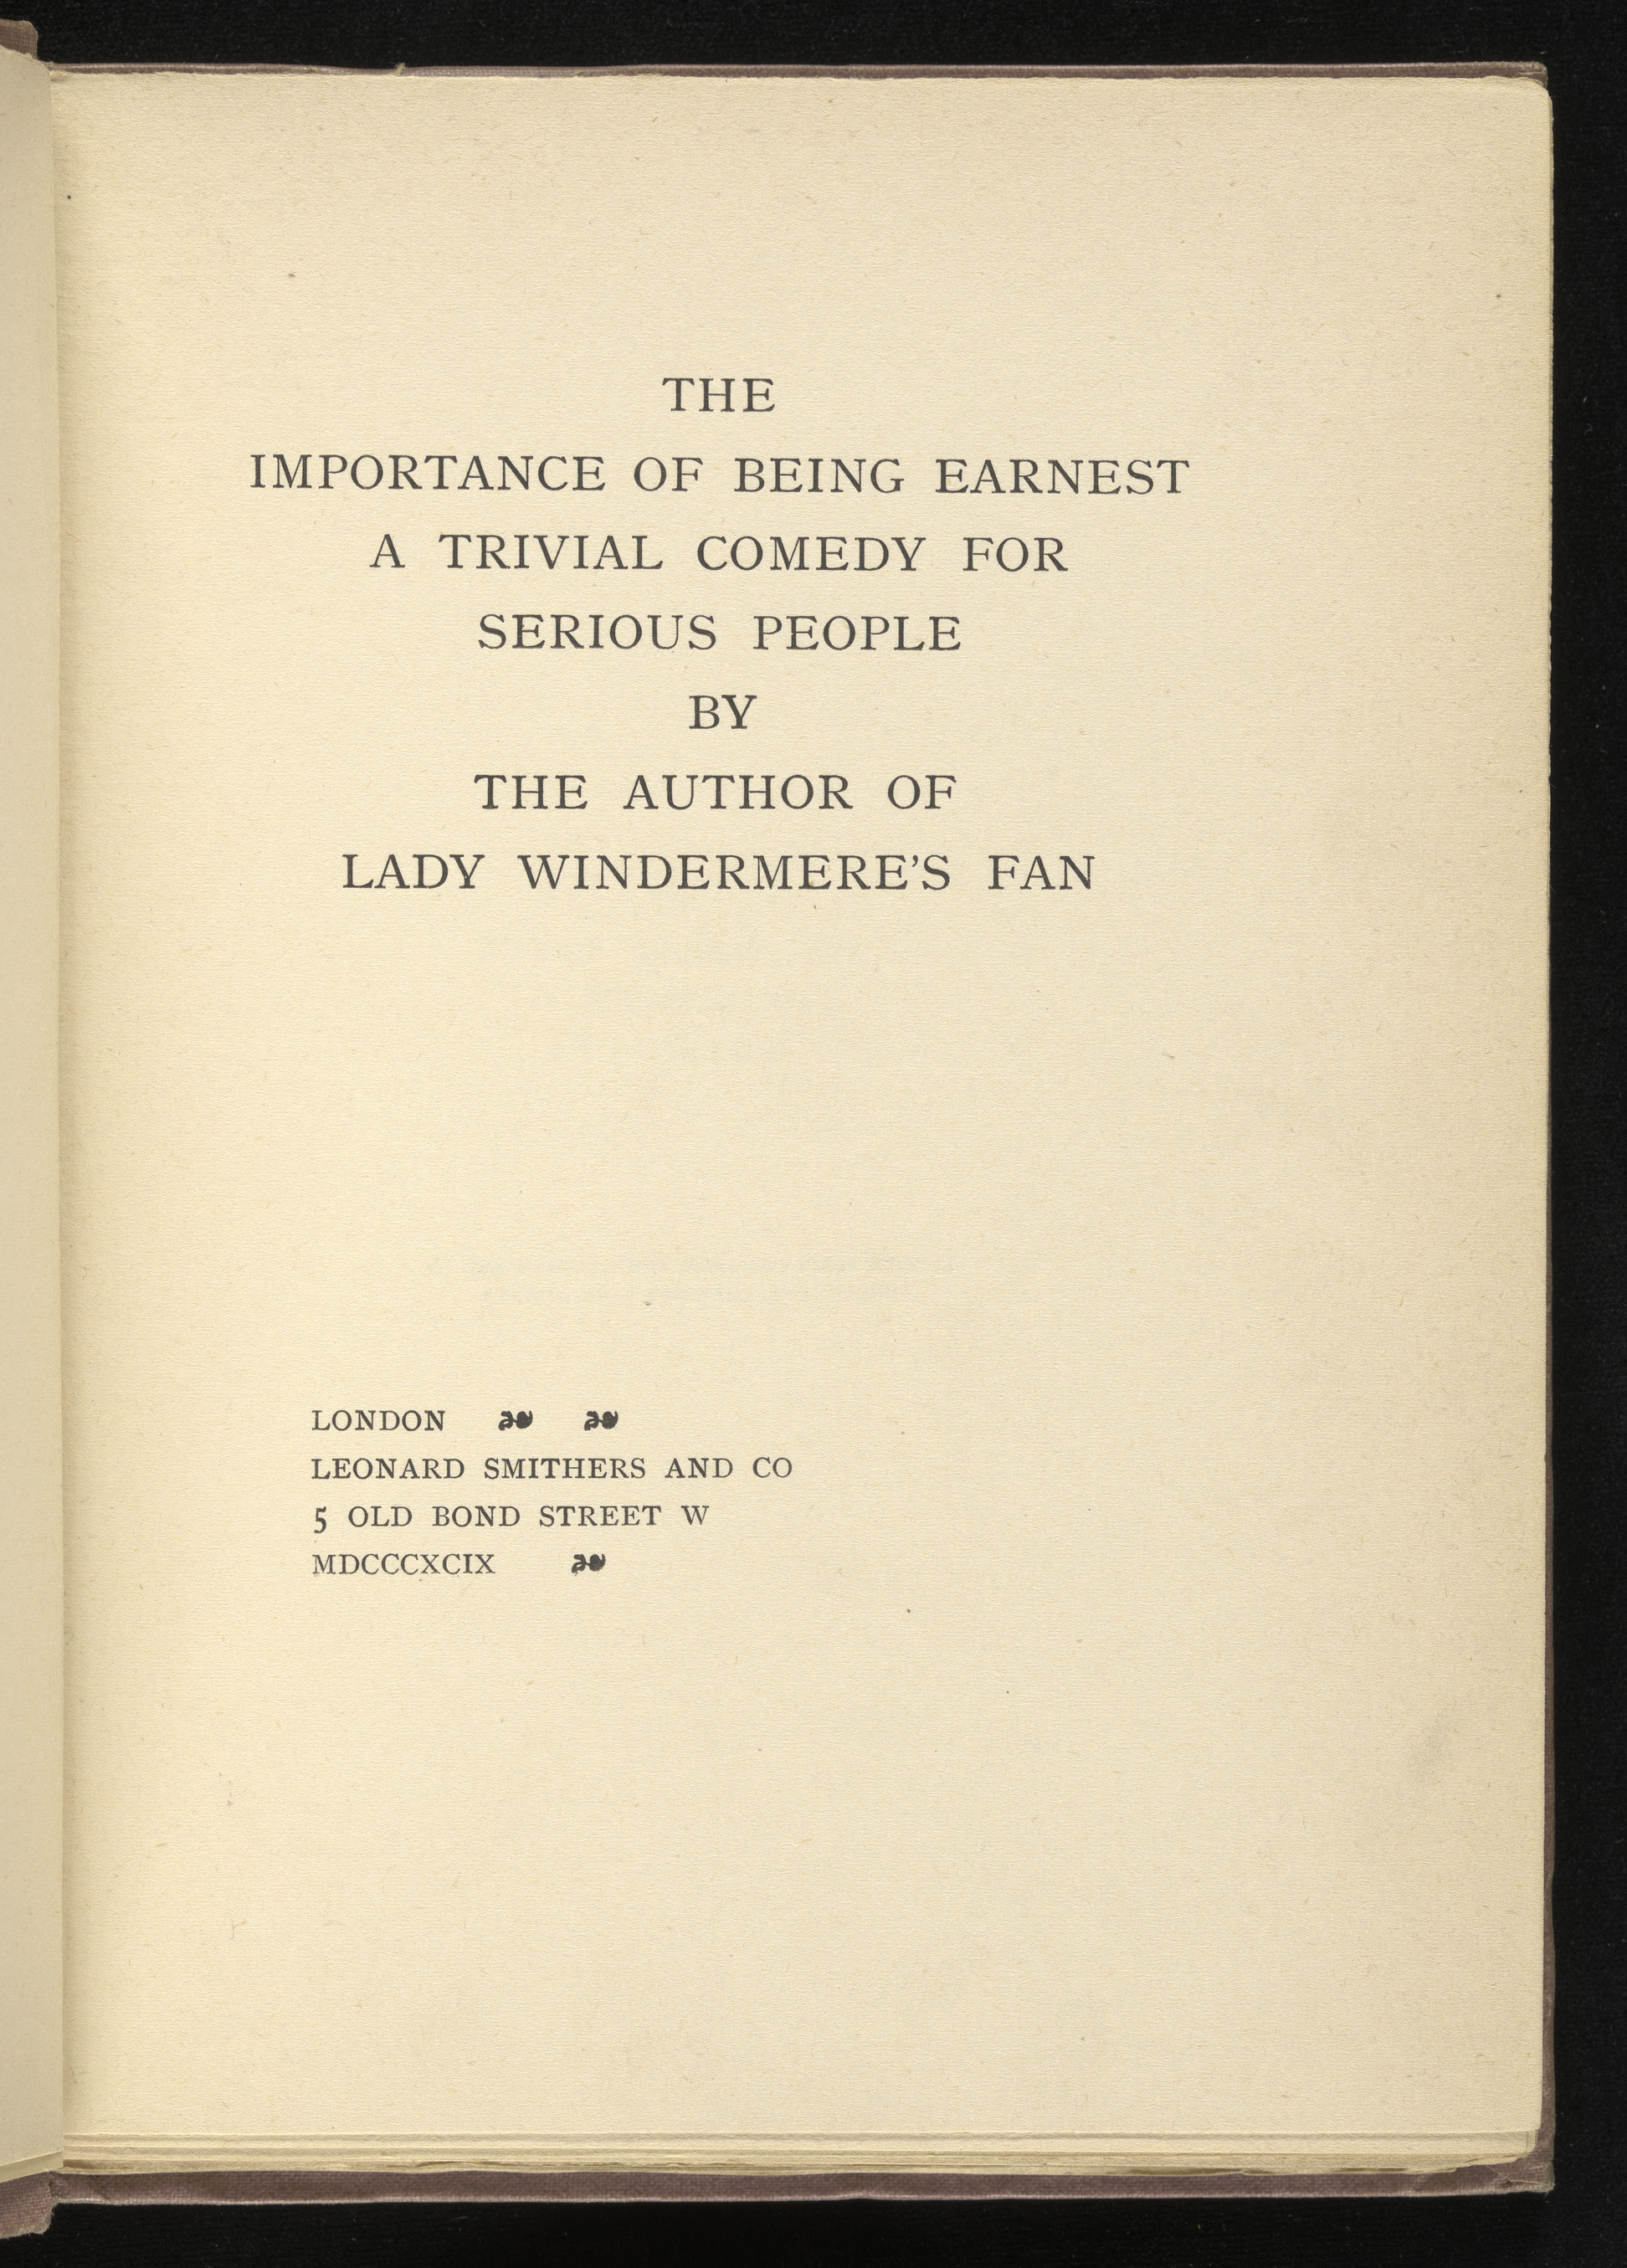 THE
IMPORTANCE OF BEING EARNEST
A TRIVIAL COMEDY FOR
SERIOUS PEOPLE
BY
THE AUTHOR OF
LADY WINDERMERE'S FAN
LONDON
LEONARD SMITHERS AND CO
5 OLD BOND STREET W
MDCCCXCIX